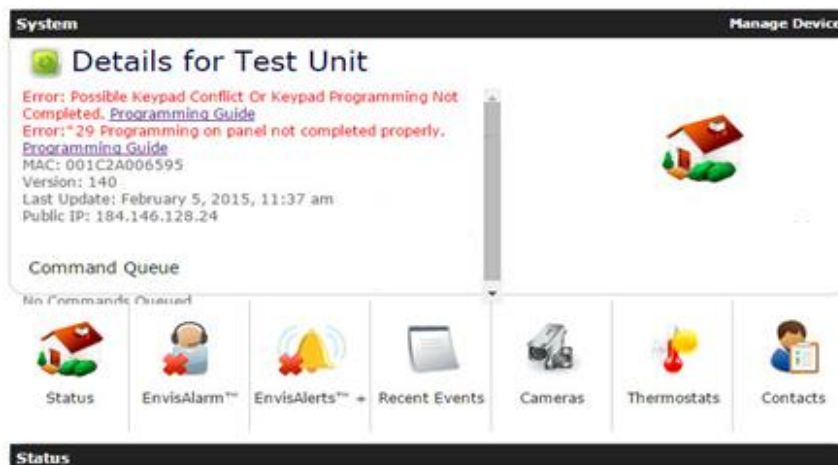 System Manage Device
Details for Test Unit
Error: Possible Keypad Conflict Or Keypad Programming Not
Completed. Programming Guide
Error:*29 Programming on panel not completed properly.
Programming Guide
MAC: 001C2A006595
Version: 140
Last Update: February 5, 2015, 11:37 am
Public IP: 184.146.128.24
Command Queue
No Commands Queued
Status EnvisAlarm™ EnvisAlerts™ + Recent Events Cameras Thermostats Contacts
Status